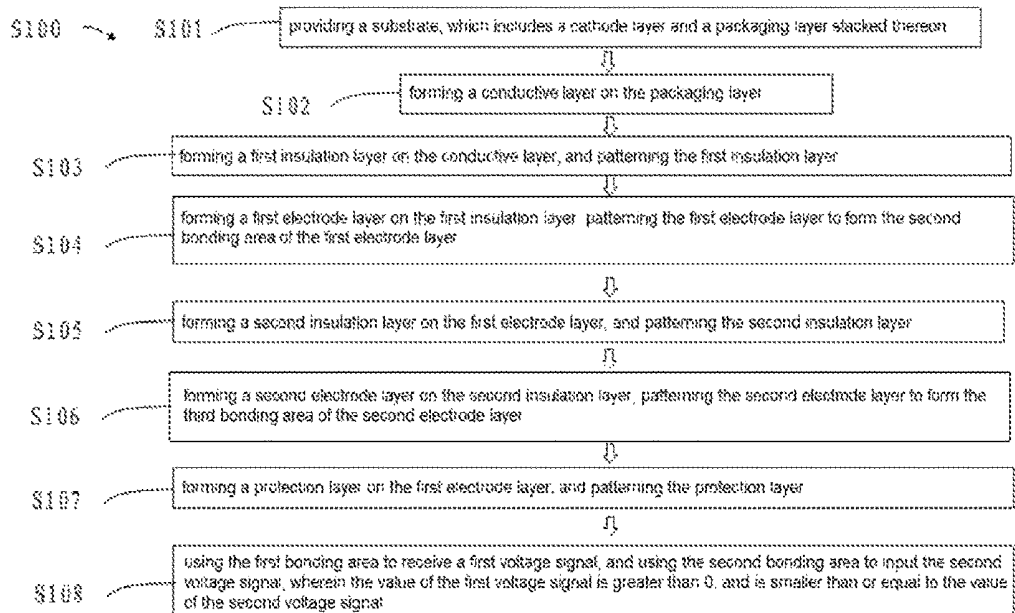 S100 S101 providing a substrate, which includes a cathode layer and a packaging layer stacked thereon
S102 forming a conductive layer on the packaging layer
S103 forming a first insulation layer on the conductive layer, and patterning the first insulation layer
S104 forming a first electrode layer on the first insulation layer patterning the first electrode layer to form the second
bonding area of the first electrode layer
S105 forming a second insulation layer on the first electrode layer, and patterning the second insulation layer
S106 forming a second electrode layer on the second insulation layer, patterning the second electrode layer to form the
third bonding area of the second electrode layer
S107 forming a protection layer on the first electrode layer, and patterning the protection layer
S108 using the first bonding area to receive a first voltage signal, and using the second bonding area to input the second
voltage signal, wherein the value of the first voltage signal is greater than 0, and is smaller than or equal to the value
of the second voltage signal